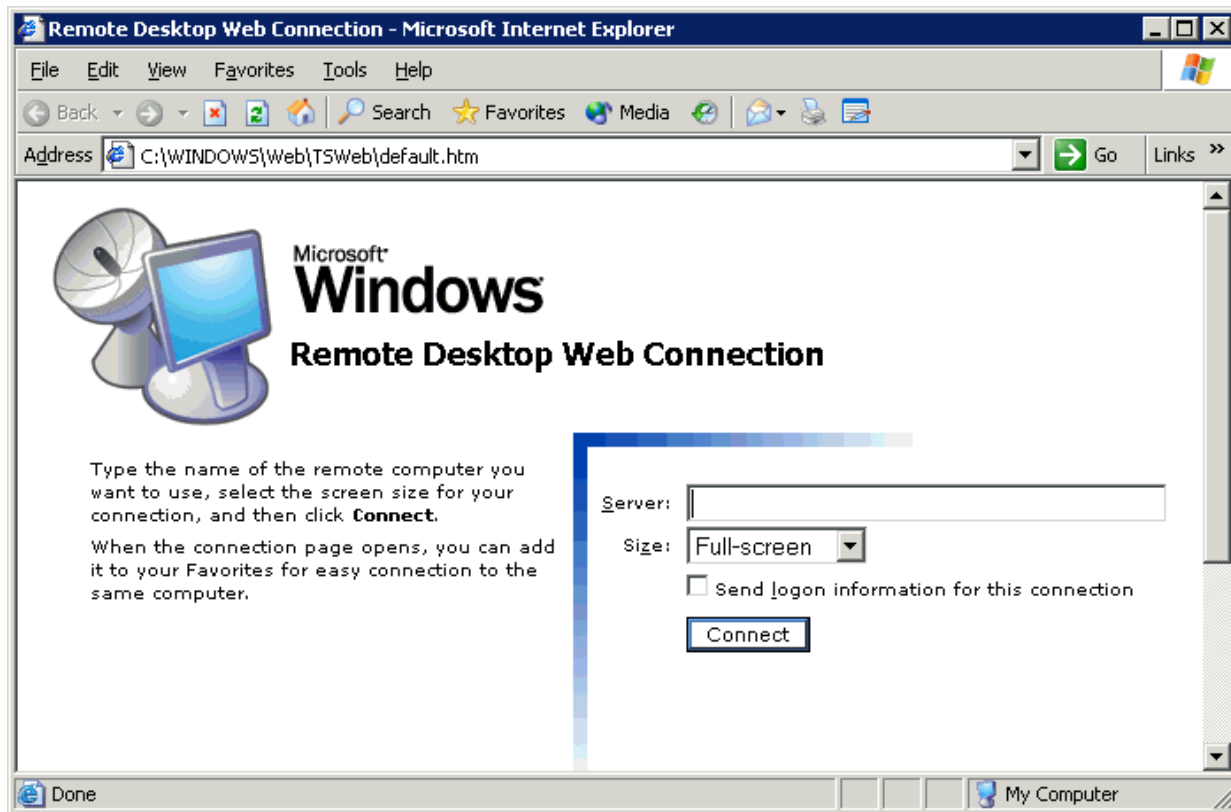 Remote Desktop Web Connection - Microsoft Internet Explorer
File Edit View Favorites Tools Help
Back Search Favorites Media
Address C:\WINDOWS\Web\TSWeb\default.htm Go Links »
Microsoft
Windows
Remote Desktop Web Connection
Type the name of the remote computer you
want to use, select the screen size for your
connection, and then click Connect.
When the connection page opens, you can add
it to your Favorites for easy connection to the
same computer.
Server:
Size: Full-screen
Send logon information for this connection
Connect
Done My Computer